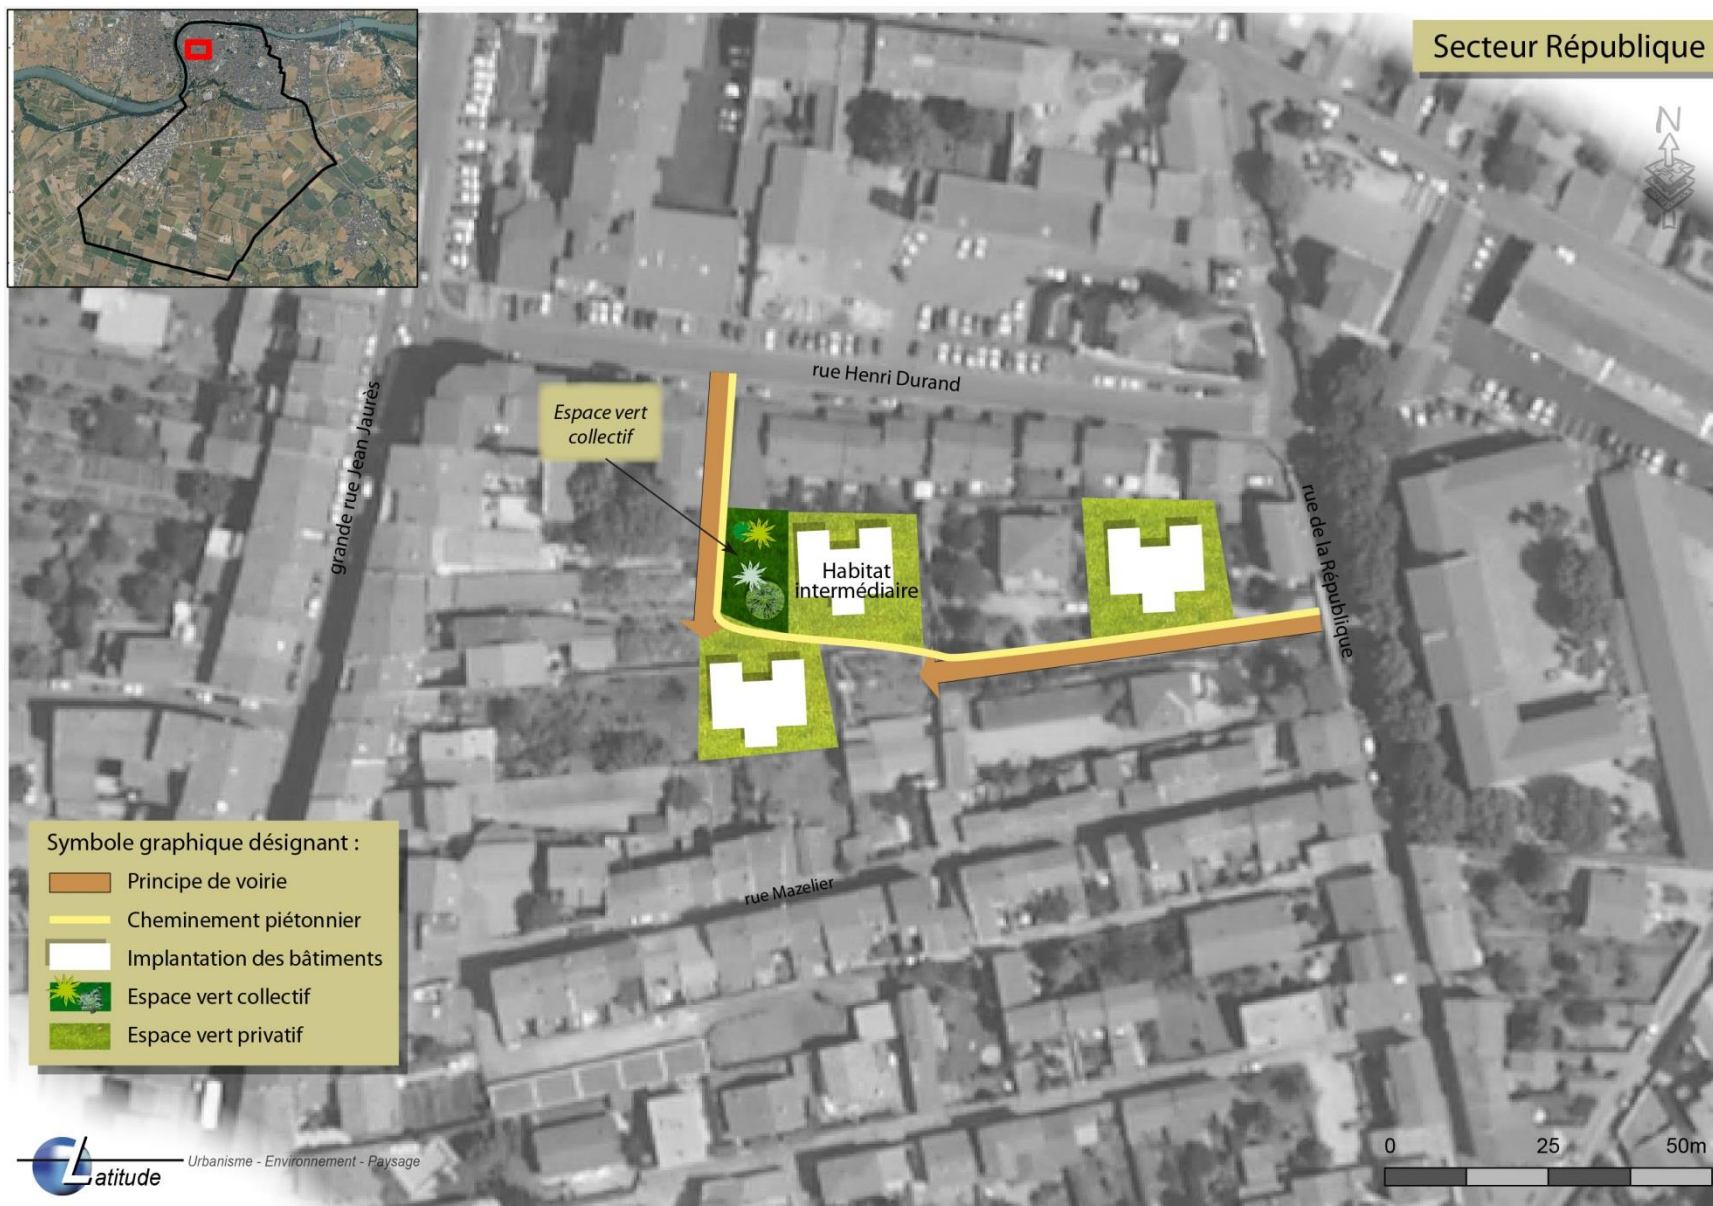 Secteur République
N
rue Henri Durand
grande rue Jean Jaurès
Espace vert
collectif
rue de la République
Habitat
intermédiaire
rue Mazelier
Symbole graphique désignant :
Principe de voirie
Cheminement piétonnier
Implantation des bâtiments
Espace vert collectif
Espace vert privatif
Latitude
Urbanisme - Environnement - Paysage
0 25 50m